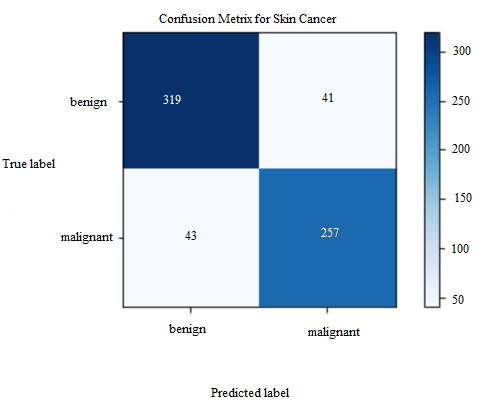 Confusion Metrix for Skin Cancer
300
benign
319
41
250
200
True label
150
malignant
43
257
100
50
benign
malignant
Predicted label